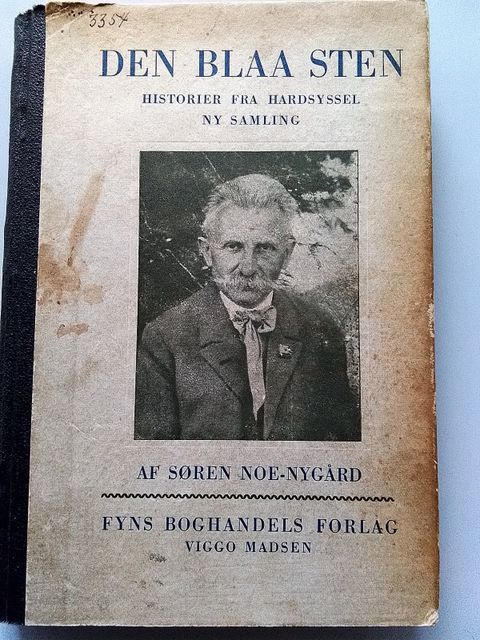 3354
DEN BLAA STEN
HISTORIER FRA HARDSYSSEL
NY SAMLING
AF SØREN NOE-NYGÅRD
FYNS BOGHANDELS FORLAG
VIGGO MADSEN